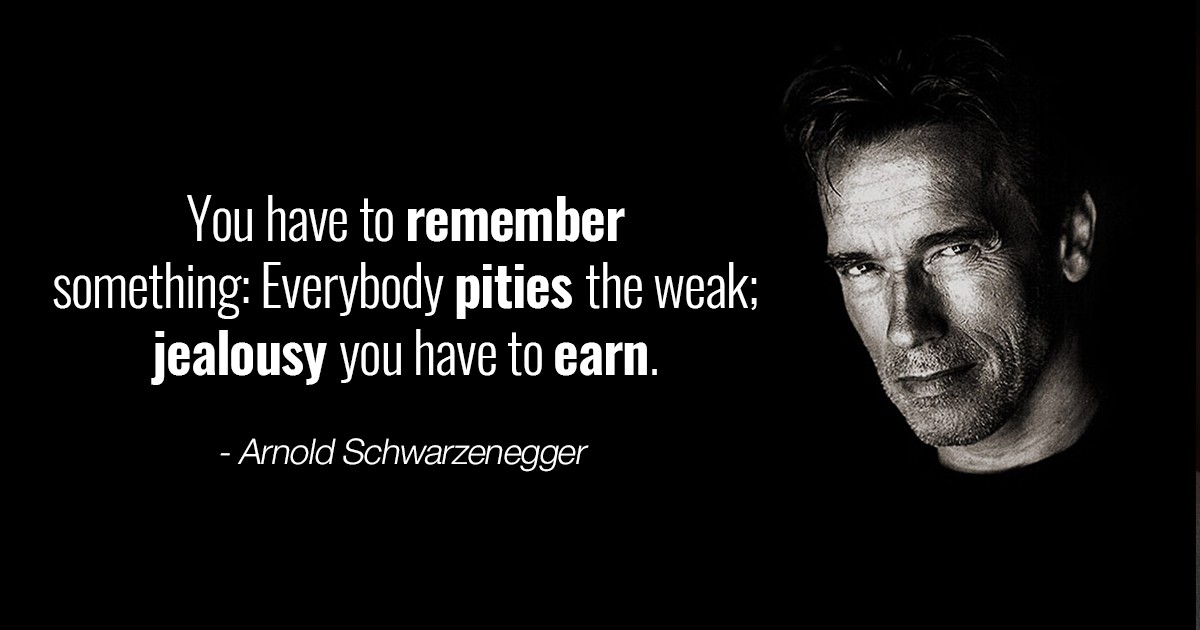 You have to remember
something: Everybody pities the weak;
jealousy you have to earn.
- Arnold Schwarzenegger